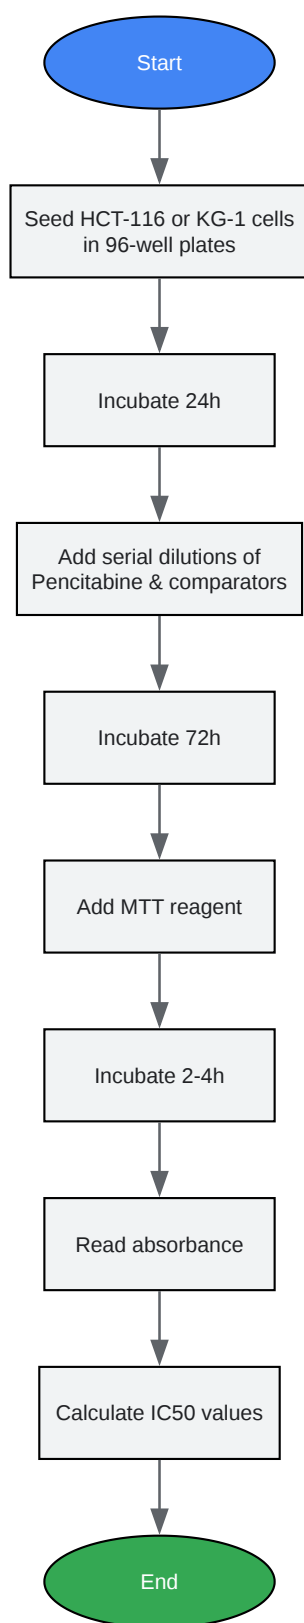 Start
Seed HCT-116 or KG-1 cells
in 96-well plates
Incubate 24h
Add serial dilutions of
Pencitabine & comparators
Incubate 72h
Add MTT reagent
Incubate 2-4h
Read absorbance
Calculate IC50 values
End